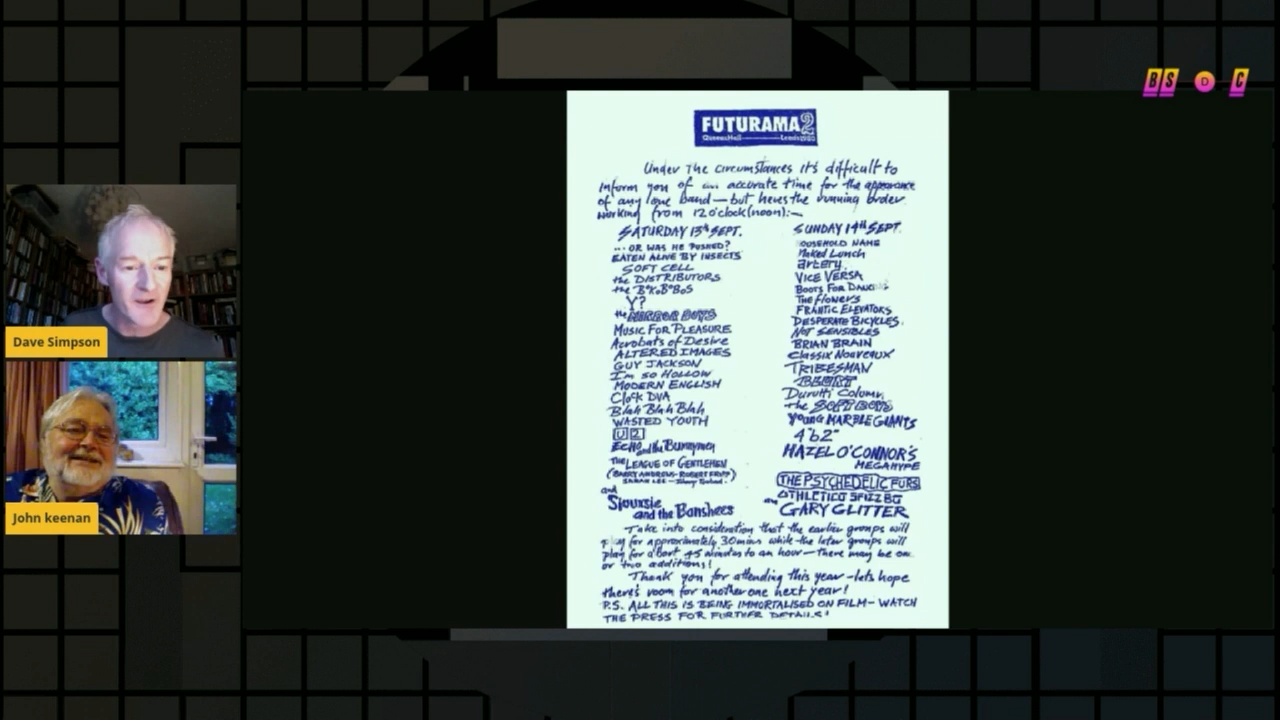 BS D C
FUTURAMA 2
Queens Hall Leeds
Under The circumstances it's difficult to
inform you of an accurate time for the appearance
of any one band — but heres the running order
working from 12 o'clock (noon):—
SATURDAY 13th SEPT.
... OR WAS HE PUSHED?
EATEN ALIVE BY INSECTS
SOFT CELL
the DISTRIBUTORS
the
Y?
the MIRROR BOYS
Music For PLEASURE
Acrobats of Desire
ALTERED IMAGES
GUY JACKSON
I'm so HOLLOW
MODERN ENGLISH
Clock DVA
Blah Blah Blah
WASTED YOUTH
U2
ECHO and the Bunnymen
THE LEAGUE OF GENTLEMEN
(BARRY ANDREWS - ROBERT FRIPP)
SARAH LEE -
and
Siouxsie
and the Banshees
SUNDAY 14th SEPT.
HOUSEHOLD NAME
Naked Lunch
artery
VICE VERSA
Boots For Dancing
The flowers
FRANTIC ELEVATORS
DESPERATE BICYCLES.
NOT SENSIBLES
BRIAN BRAIN
Classix Nouveaux
TRIBESMAN
BLURT
Durutti Column
the SOFT BOYS
Young MARBLE GIANTS
4"b2"
HAZEL O'CONNOR'S
MEGAHYPE
THE PSYCHEDELIC FURS
ATHLETICO SPIZZ 80
and GARY GLITTER
Take into consideration that the earlier groups will
play for approximately 30mins while the later groups will
play for about 45 minutes to an hour — there may be one
or two additions!
Thank you for attending this year - lets hope
there's room for another one next year!
P.S. ALL THIS IS BEING IMMORTALISED ON FILM - WATCH
THE PRESS FOR FURTHER DETAILS!
Dave Simpson
John keenan